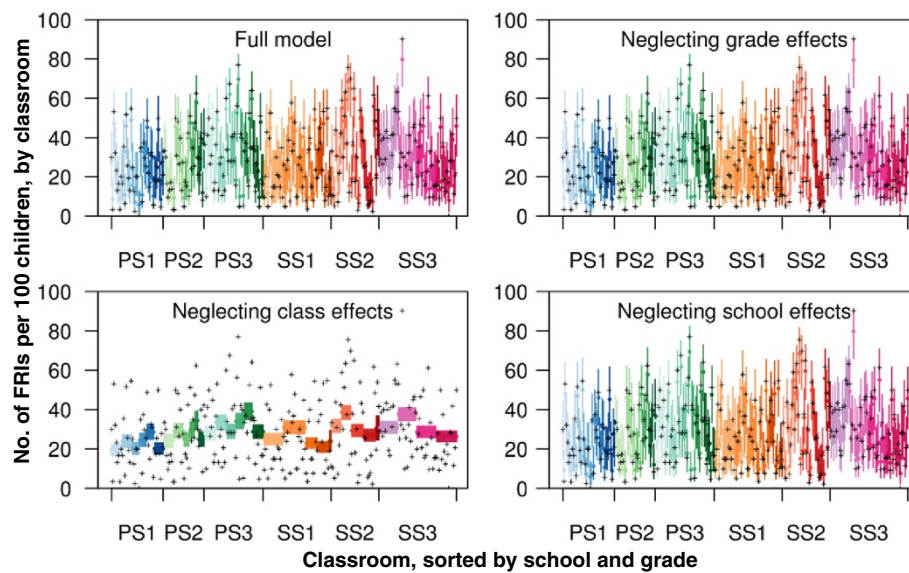 No. of FRIs per 100 children, by classroom
Full model
100
80
60
40
20
0
PS1 PS2 PS3 SS1 SS2 SS3
Neglecting grade effects
100
80
60
40
20
0
PS1 PS2 PS3 SS1 SS2 SS3
Neglecting class effects
100
80
60
40
20
0
PS1 PS2 PS3 SS1 SS2 SS3
Neglecting school effects
100
80
60
40
20
0
PS1 PS2 PS3 SS1 SS2 SS3
Classroom, sorted by school and grade